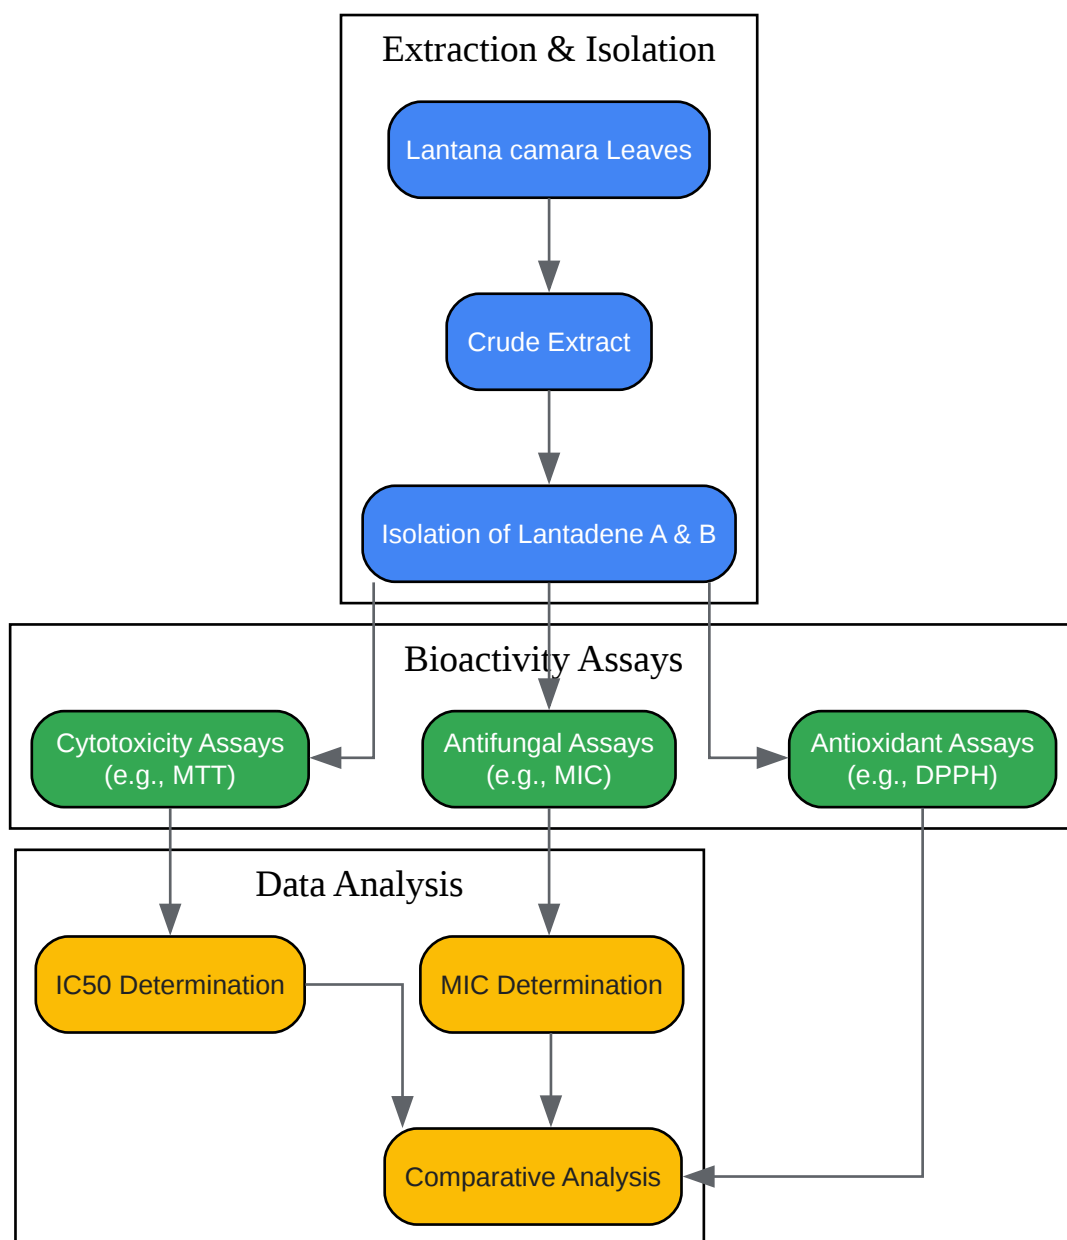 Extraction & Isolation
Lantana camara Leaves
Crude Extract
Isolation of Lantadene A & B
Bioactivity Assays
Cytotoxicity Assays
(e.g., MTT)
Antifungal Assays
(e.g., MIC)
Antioxidant Assays
(e.g., DPPH)
Data Analysis
IC50 Determination
MIC Determination
Comparative Analysis